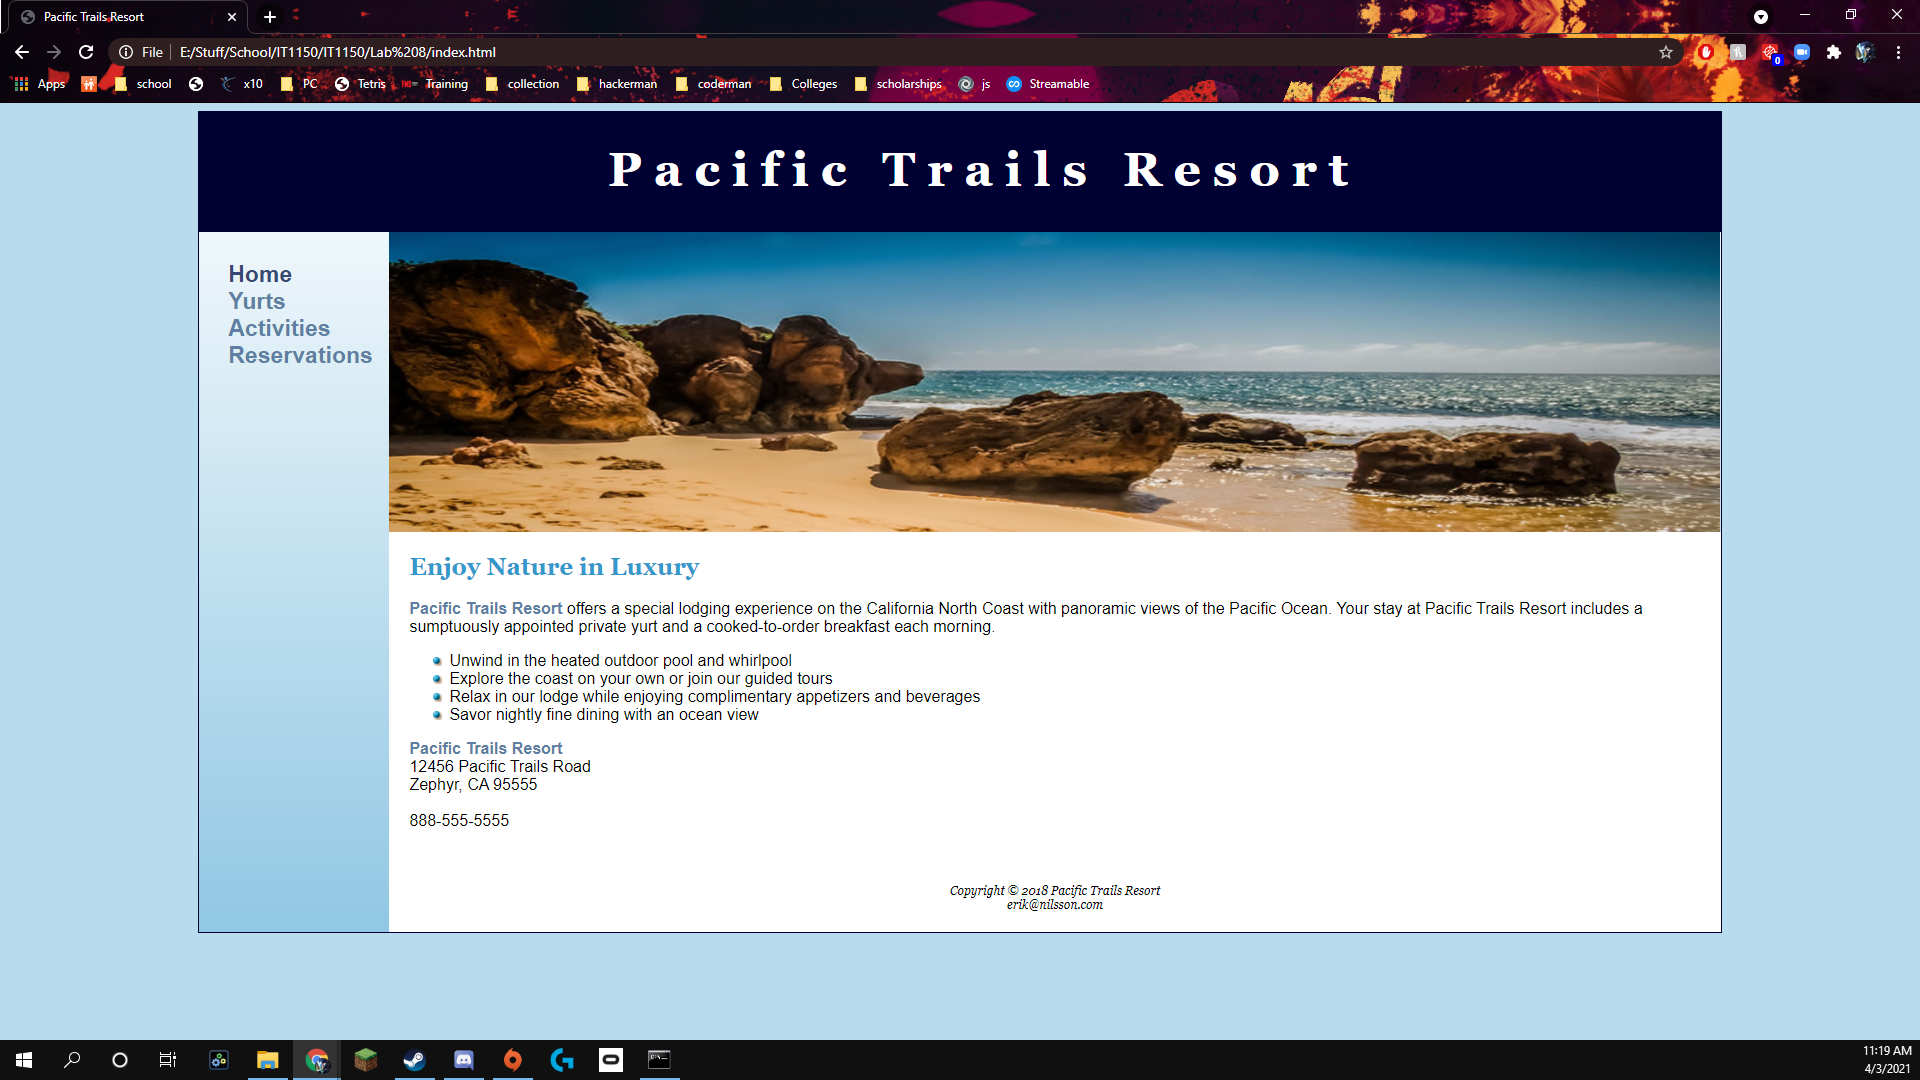 Pacific Trails Resort
File E:/Stuff/School/IT1150/IT1150/Lab%208/index.html
Apps school x10 PC Tetris Training collection hackerman coderman Colleges scholarships js Streamable
0
Pacific Trails Resort
Home
Yurts
Activities
Reservations
Enjoy Nature in Luxury
Pacific Trails Resort offers a special lodging experience on the California North Coast with panoramic views of the Pacific Ocean. Your stay at Pacific Trails Resort includes a
sumptuously appointed private yurt and a cooked-to-order breakfast each morning.
Unwind in the heated outdoor pool and whirlpool
Explore the coast on your own or join our guided tours
Relax in our lodge while enjoying complimentary appetizers and beverages
Savor nightly fine dining with an ocean view
Pacific Trails Resort
12456 Pacific Trails Road
Zephyr, CA 95555
888-555-5555
Copyright © 2018 Pacific Trails Resort
erik@nilsson.com
11:19 AM
4/3/2021